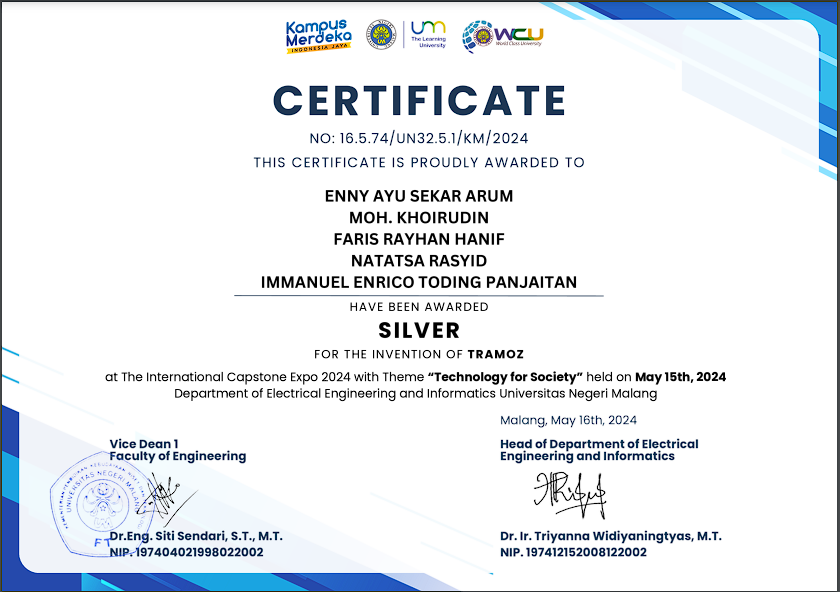 Kampus
Merdeka
INDONESIA JAYA
um
The Learning
University
WCU
World Class University
CERTIFICATE
NO: 16.5.74/UN32.5.1/KM/2024
THIS CERTIFICATE IS PROUDLY AWARDED TO
ENNY AYU SEKAR ARUM
MOH. KHOIRUDIN
FARIS RAYHAN HANIF
NATATSA RASYID
IMMANUEL ENRICO TODING PANJAITAN
HAVE BEEN AWARDED
SILVER
FOR THE INVENTION OF TRAMOZ
at The International Capstone Expo 2024 with Theme “Technology for Society” held on May 15th, 2024
Department of Electrical Engineering and Informatics Universitas Negeri Malang
Malang, May 16th, 2024
Vice Dean 1
Faculty of Engineering
Head of Department of Electrical
Engineering and Informatics
UNIVERSITAS NEGERI MALANG
FT
Dr.Eng. Siti Sendari, S.T., M.T.
NIP. 197404021998022002
Dr. Ir. Triyanna Widiyaningtyas, M.T.
NIP. 197412152008122002